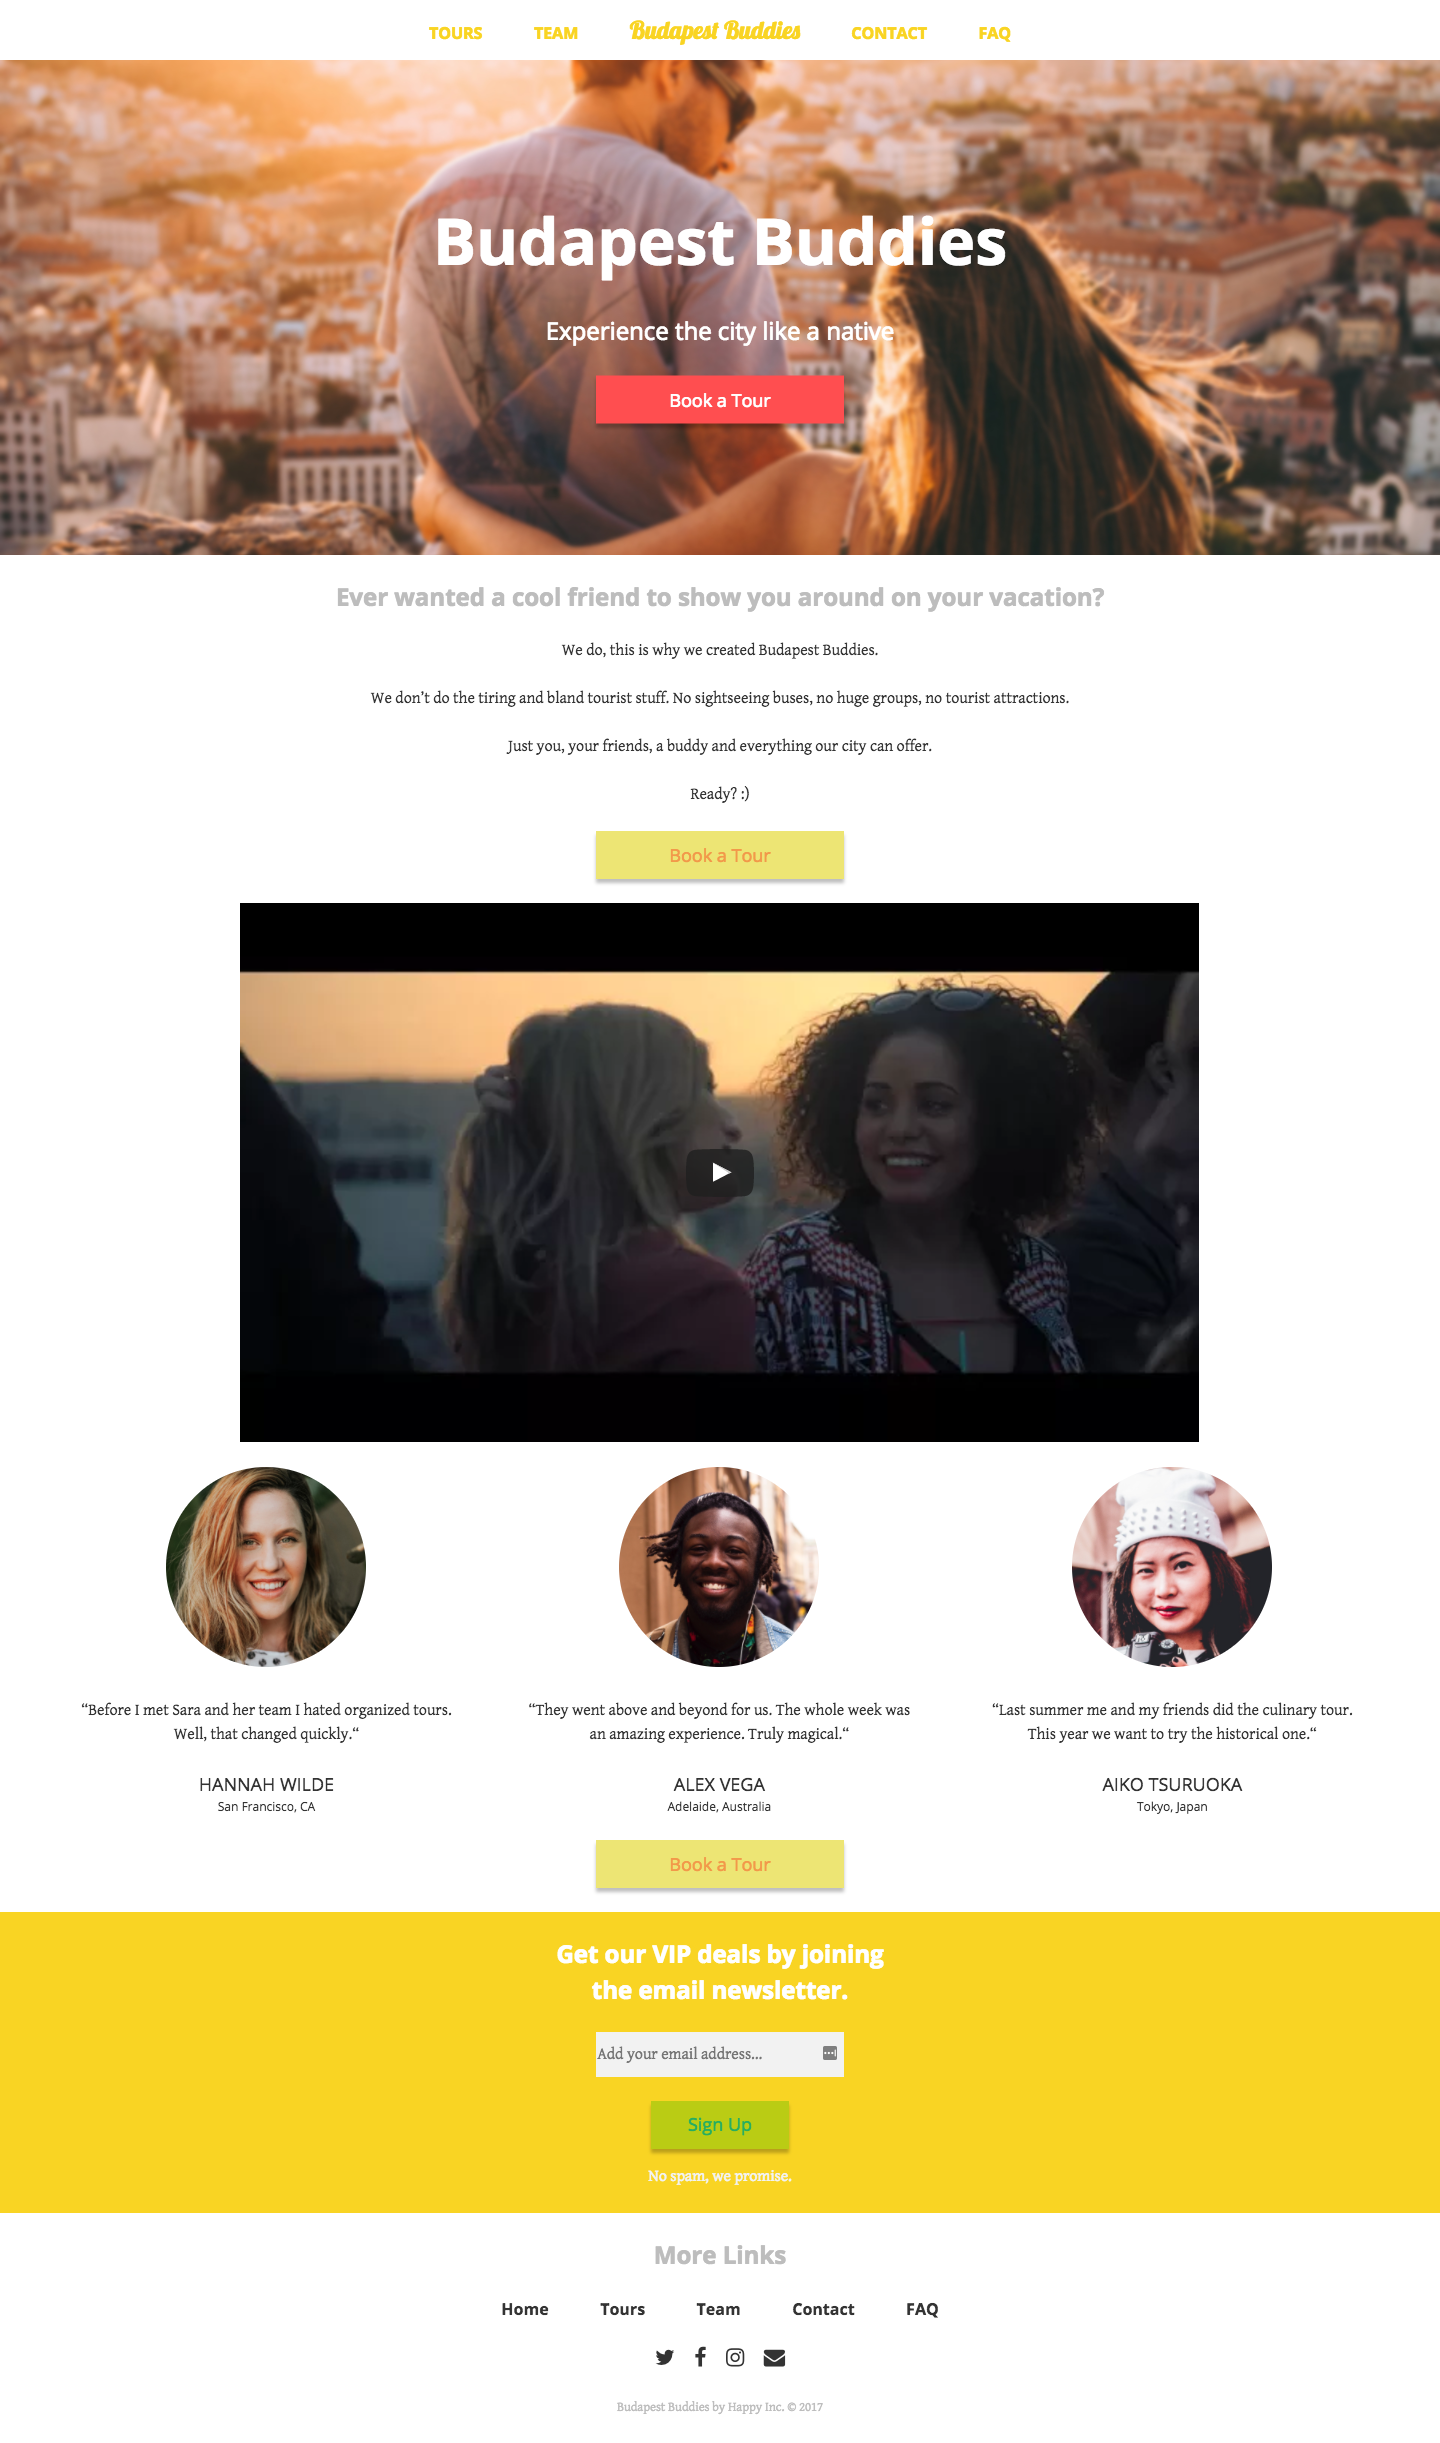 TOURS TEAM Budapest Buddies CONTACT FAQ
Budapest Buddies
Experience the city like a native
Book a Tour
Ever wanted a cool friend to show you around on your vacation?
We do, this is why we created Budapest Buddies.
We don’t do the tiring and bland tourist stuff. No sightseeing buses, no huge groups, no tourist attractions.
Just you, your friends, a buddy and everything our city can offer.
Ready? :)
Book a Tour
“Before I met Sara and her team I hated organized tours.
Well, that changed quickly.“
HANNAH WILDE
San Francisco, CA
“They went above and beyond for us. The whole week was
an amazing experience. Truly magical.“
ALEX VEGA
Adelaide, Australia
“Last summer me and my friends did the culinary tour.
This year we want to try the historical one.“
AIKO TSURUOKA
Tokyo, Japan
Book a Tour
Get our VIP deals by joining
the email newsletter.
Add your email address...
Sign Up
No spam, we promise.
More Links
Home Tours Team Contact FAQ
Budapest Buddies by Happy Inc. © 2017